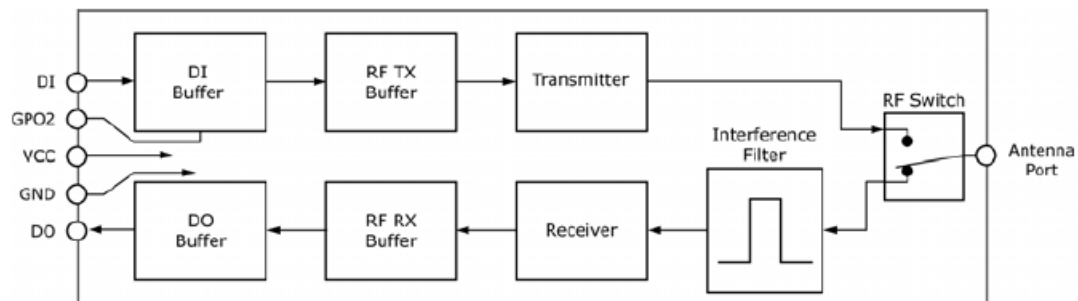 DI
GPO2
VCC
GND
DO
DI
Buffer
RF TX
Buffer
Transmitter
RF Switch
Antenna
Port
Interference
Filter
DO
Buffer
RF RX
Buffer
Receiver